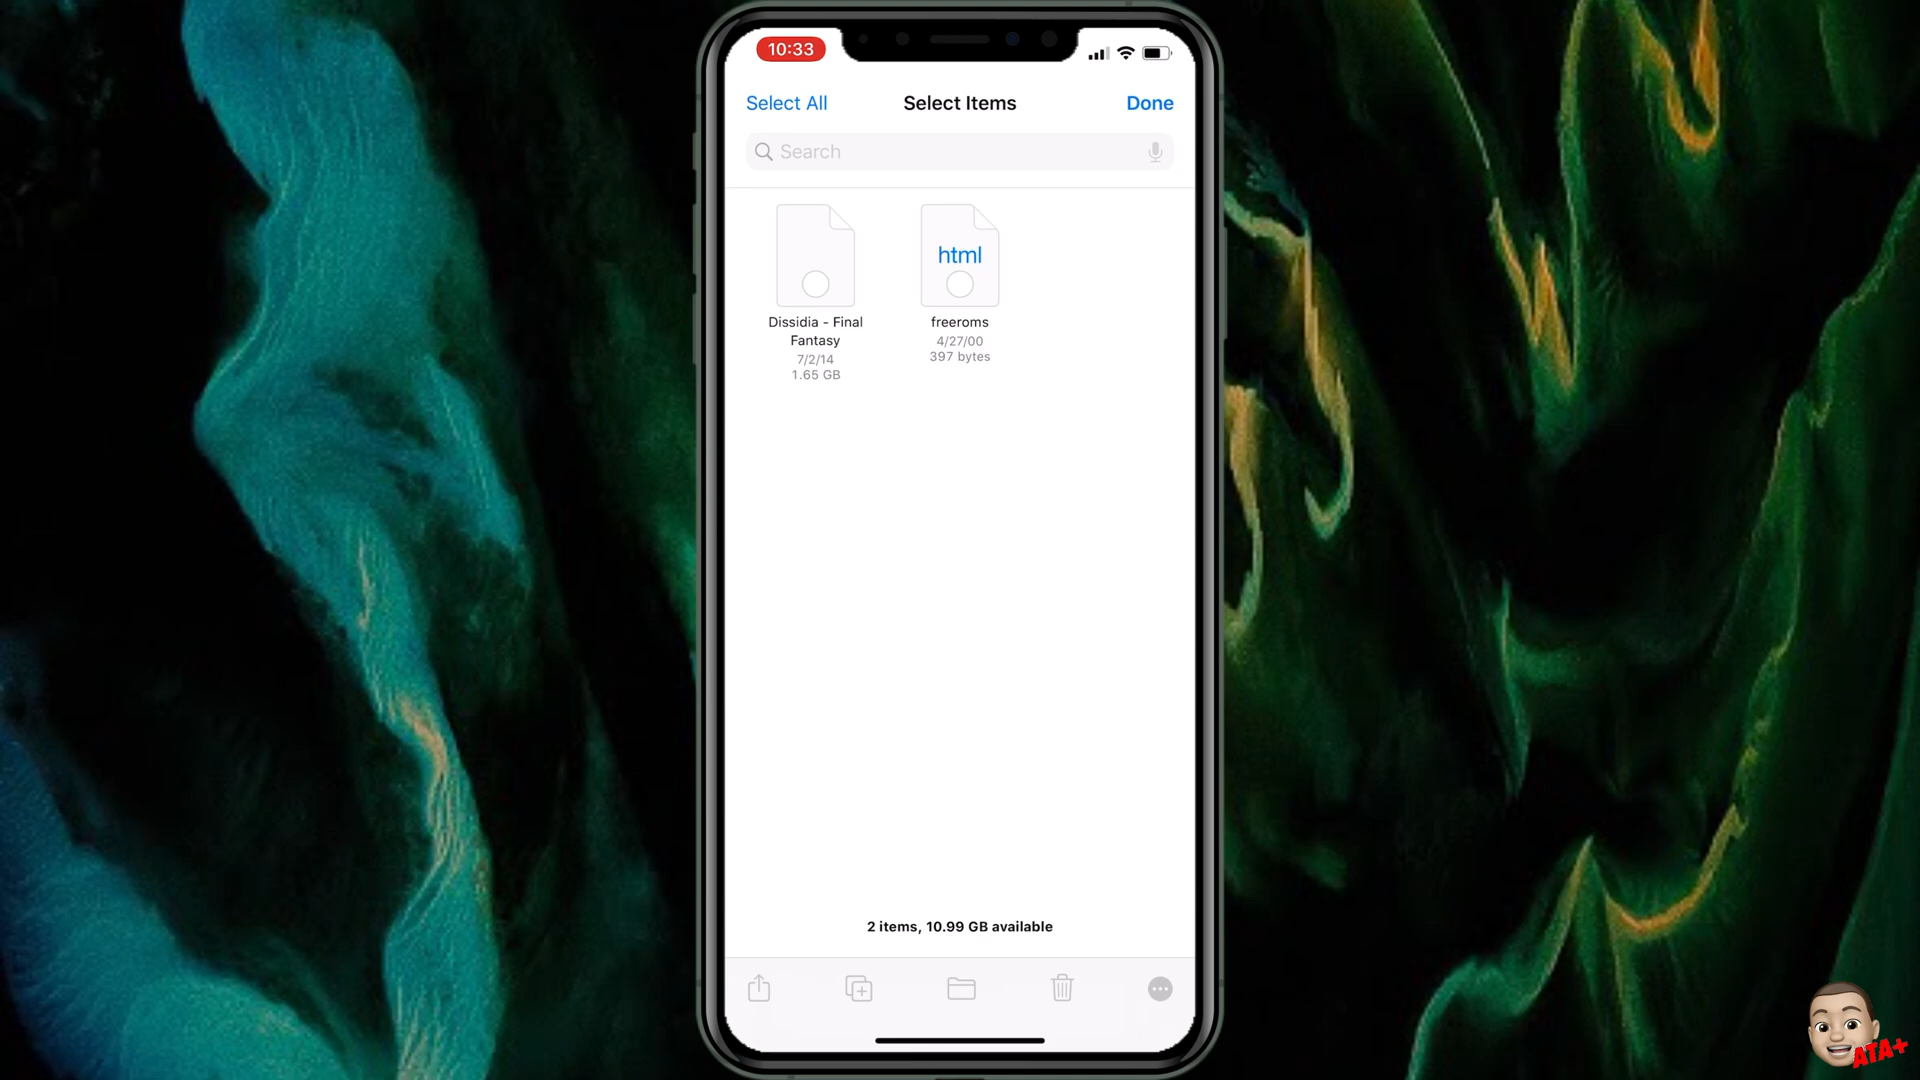 10:33
Select All
Select Items
Done
Search
html
Dissidia - Final
Fantasy
7/2/14
1.65 GB
freeroms
4/27/00
397 bytes
2 items, 10.99 GB available
ATA+